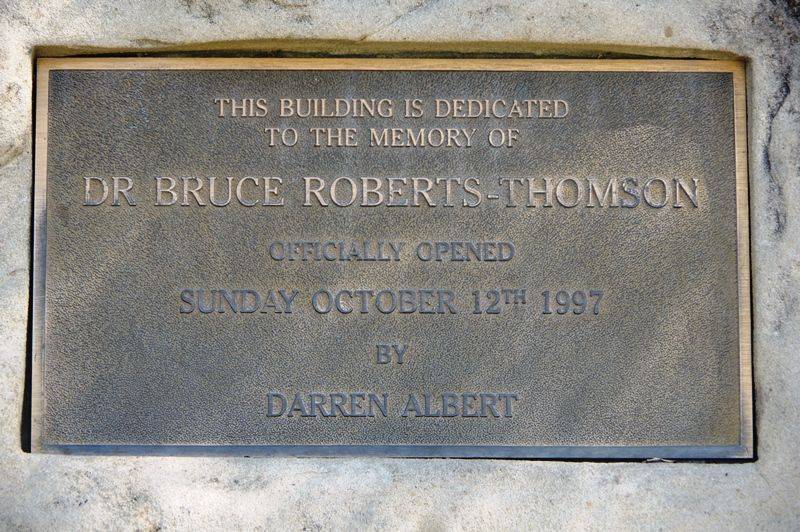 THIS BUILDING IS DEDICATED
TO THE MEMORY OF
DR BRUCE ROBERTS-THOMSON
OFFICIALLY OPENED
SUNDAY OCTOBER 12TH 1997
BY
DARREN ALBERT